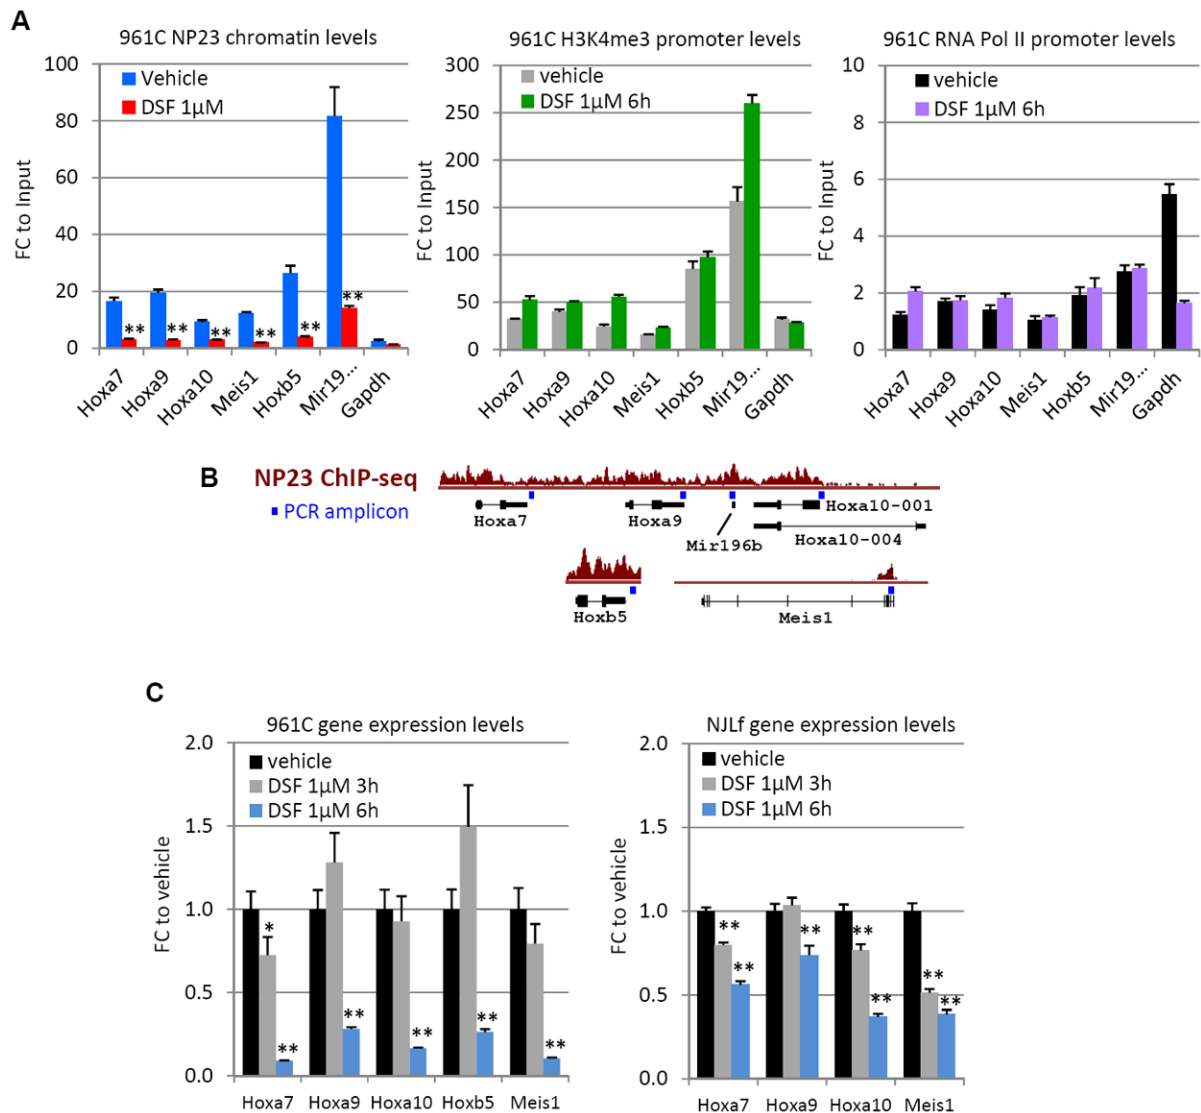 A
961C NP23 chromatin levels
FC to Input
100
80
60
40
20
0
Vehicle
DSF 1µM
**
**
**
**
**
**
Hoxa7
Hoxa9
Hoxa10
Meis1
Hoxb5
Mir19...
Gapdh
961C H3K4me3 promoter levels
FC to Input
300
250
200
150
100
50
0
vehicle
DSF 1µM 6h
Hoxa7
Hoxa9
Hoxa10
Meis1
Hoxb5
Mir19...
Gapdh
961C RNA Pol II promoter levels
FC to Input
10
8
6
4
2
0
vehicle
DSF 1µM 6h
Hoxa7
Hoxa9
Hoxa10
Meis1
Hoxb5
Mir19...
Gapdh
B
NP23 ChIP-seq
PCR amplicon
Hoxa7
Hoxa9
Mir196b
Hoxa10-001
Hoxa10-004
Hoxb5
Meis1
C
961C gene expression levels
FC to vehicle
2.0
1.5
1.0
0.5
0.0
vehicle
DSF 1µM 3h
DSF 1µM 6h
*
**
**
**
**
**
Hoxa7
Hoxa9
Hoxa10
Hoxb5
Meis1
NJLf gene expression levels
FC to vehicle
2.0
1.5
1.0
0.5
0.0
vehicle
DSF 1µM 3h
DSF 1µM 6h
**
**
**
**
**
**
**
Hoxa7
Hoxa9
Hoxa10
Meis1